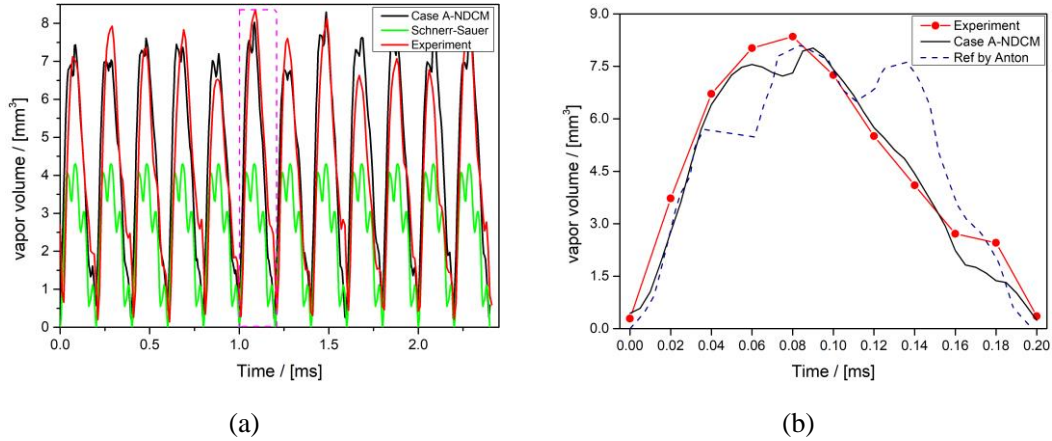 Case A-NDCM
Schnerr-Sauer
Experiment
vapor volume / [mm³]
8
7
6
5
4
3
2
1
0
0.0 0.5 1.0 1.5 2.0
Time / [ms]
(a)
Experiment
Case A-NDCM
Ref by Anton
vapor volume / [mm³]
9.0
7.5
6.0
4.5
3.0
1.5
0.0
0.00 0.02 0.04 0.06 0.08 0.10 0.12 0.14 0.16 0.18 0.20
Time / [ms]
(b)